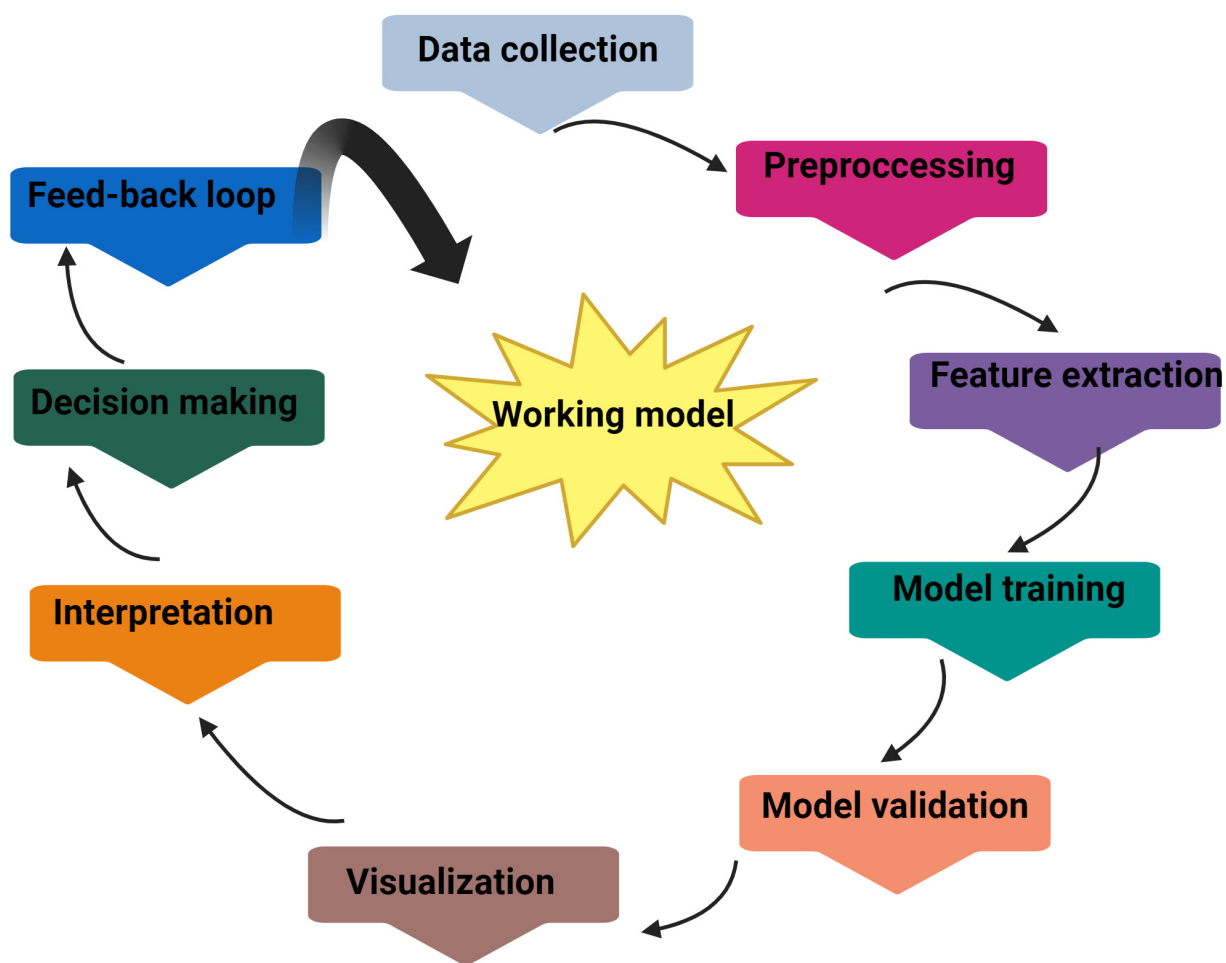 Data collection
Preproccessing
Feature extraction
Model training
Model validation
Visualization
Interpretation
Decision making
Feed-back loop
Working model